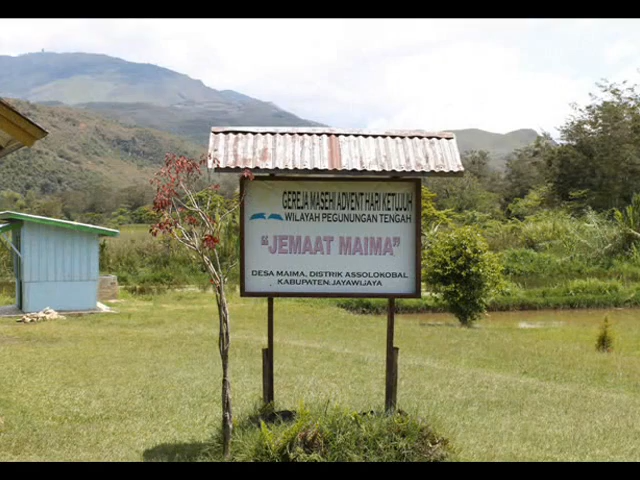 GEREJA MASEHI ADVENT HARI KETUJUH
WILAYAH PEGUNUNGAN TENGAH
"JEMAAT MAIMA"
DESA MAIMA, DISTRIK ASSOLOKOBAL
KABUPATEN.JAYAWIJAYA